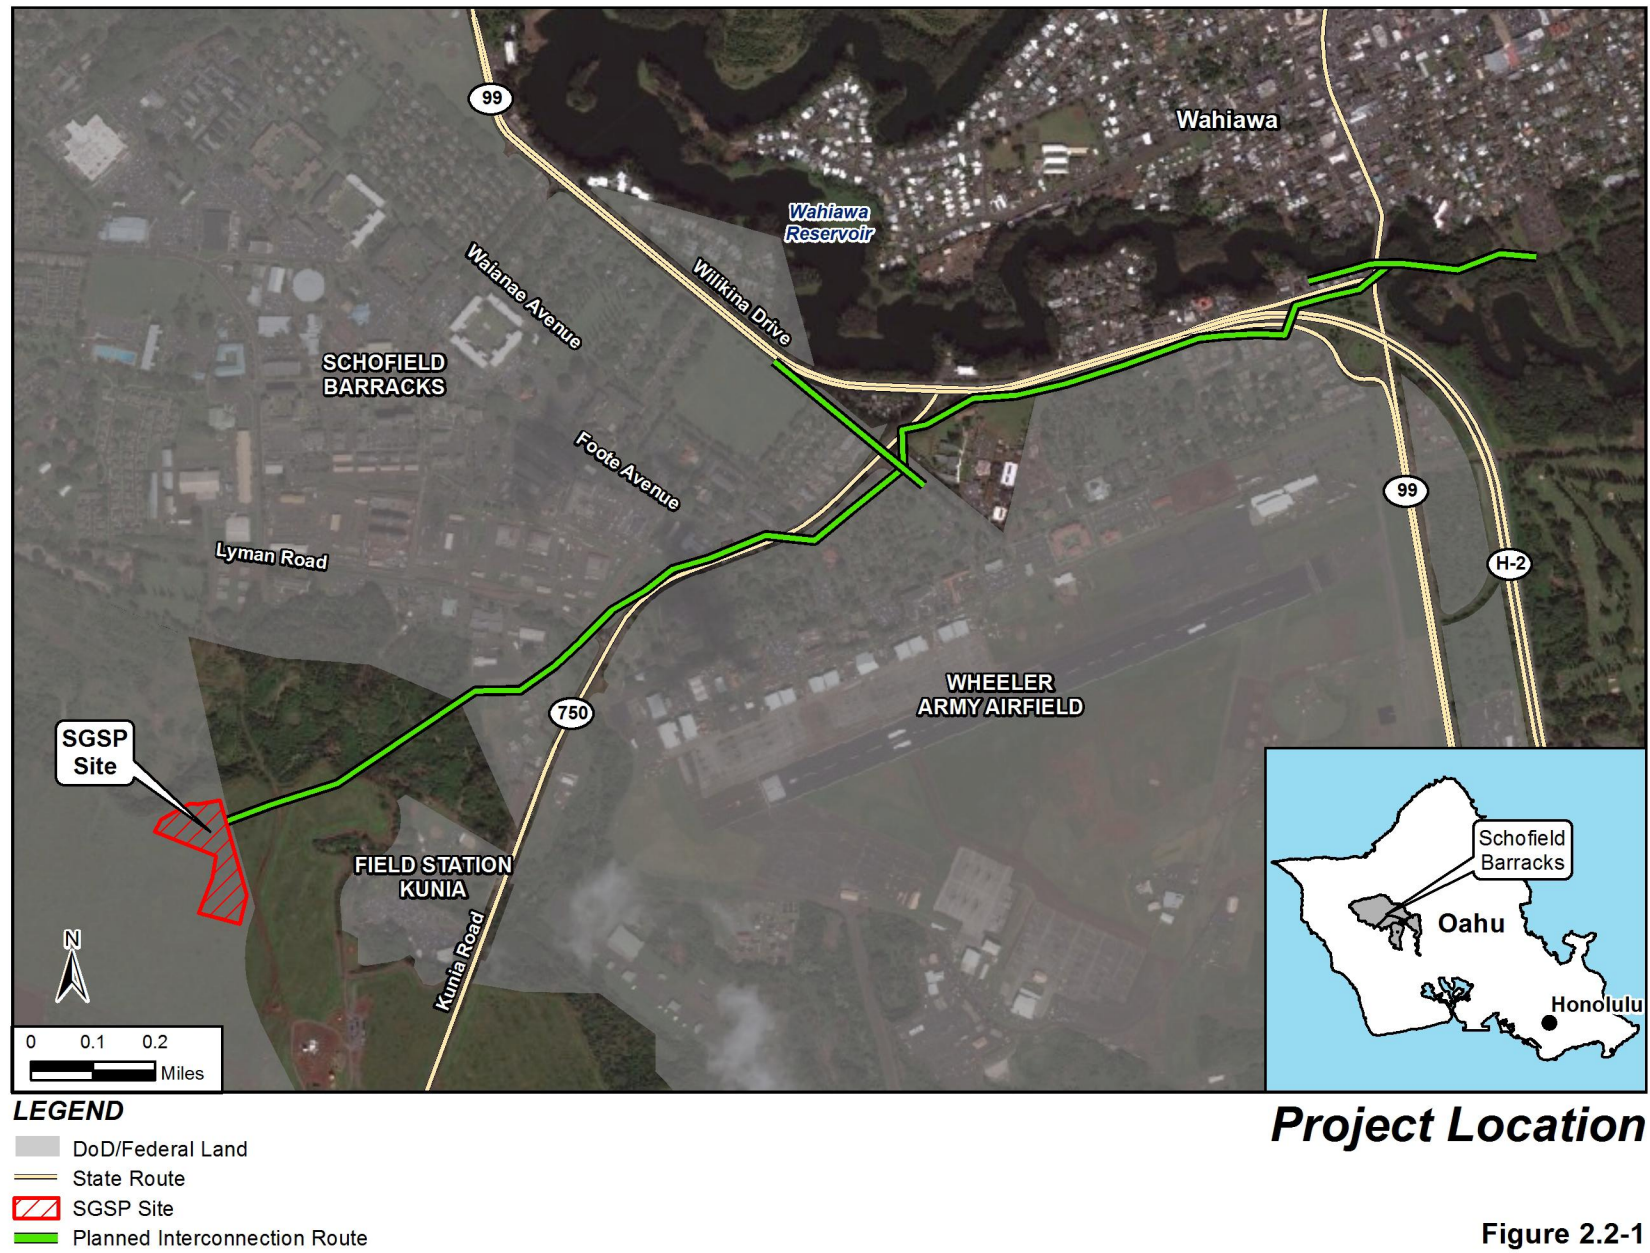 99
Wahiawa
Wahiawa
Reservoir
Waianae Avenue
Wilikina Drive
SCHOFIELD
BARRACKS
Foote Avenue
99
Lyman Road
H-2
WHEELER
ARMY AIRFIELD
750
SGSP
Site
FIELD STATION
KUNIA
Kunia Road
N
0 0.1 0.2
Miles
Schofield
Barracks
Oahu
Honolulu
LEGEND
DoD/Federal Land
State Route
SGSP Site
Planned Interconnection Route
Project Location
Figure 2.2-1